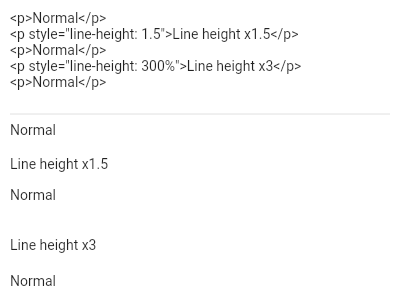 <p>Normal</p>
<p style="line-height: 1.5">Line height x1.5</p>
<p>Normal</p>
<p style="line-height: 300%">Line height x3</p>
<p>Normal</p>
Normal
Line height x1.5
Normal
Line height x3
Normal